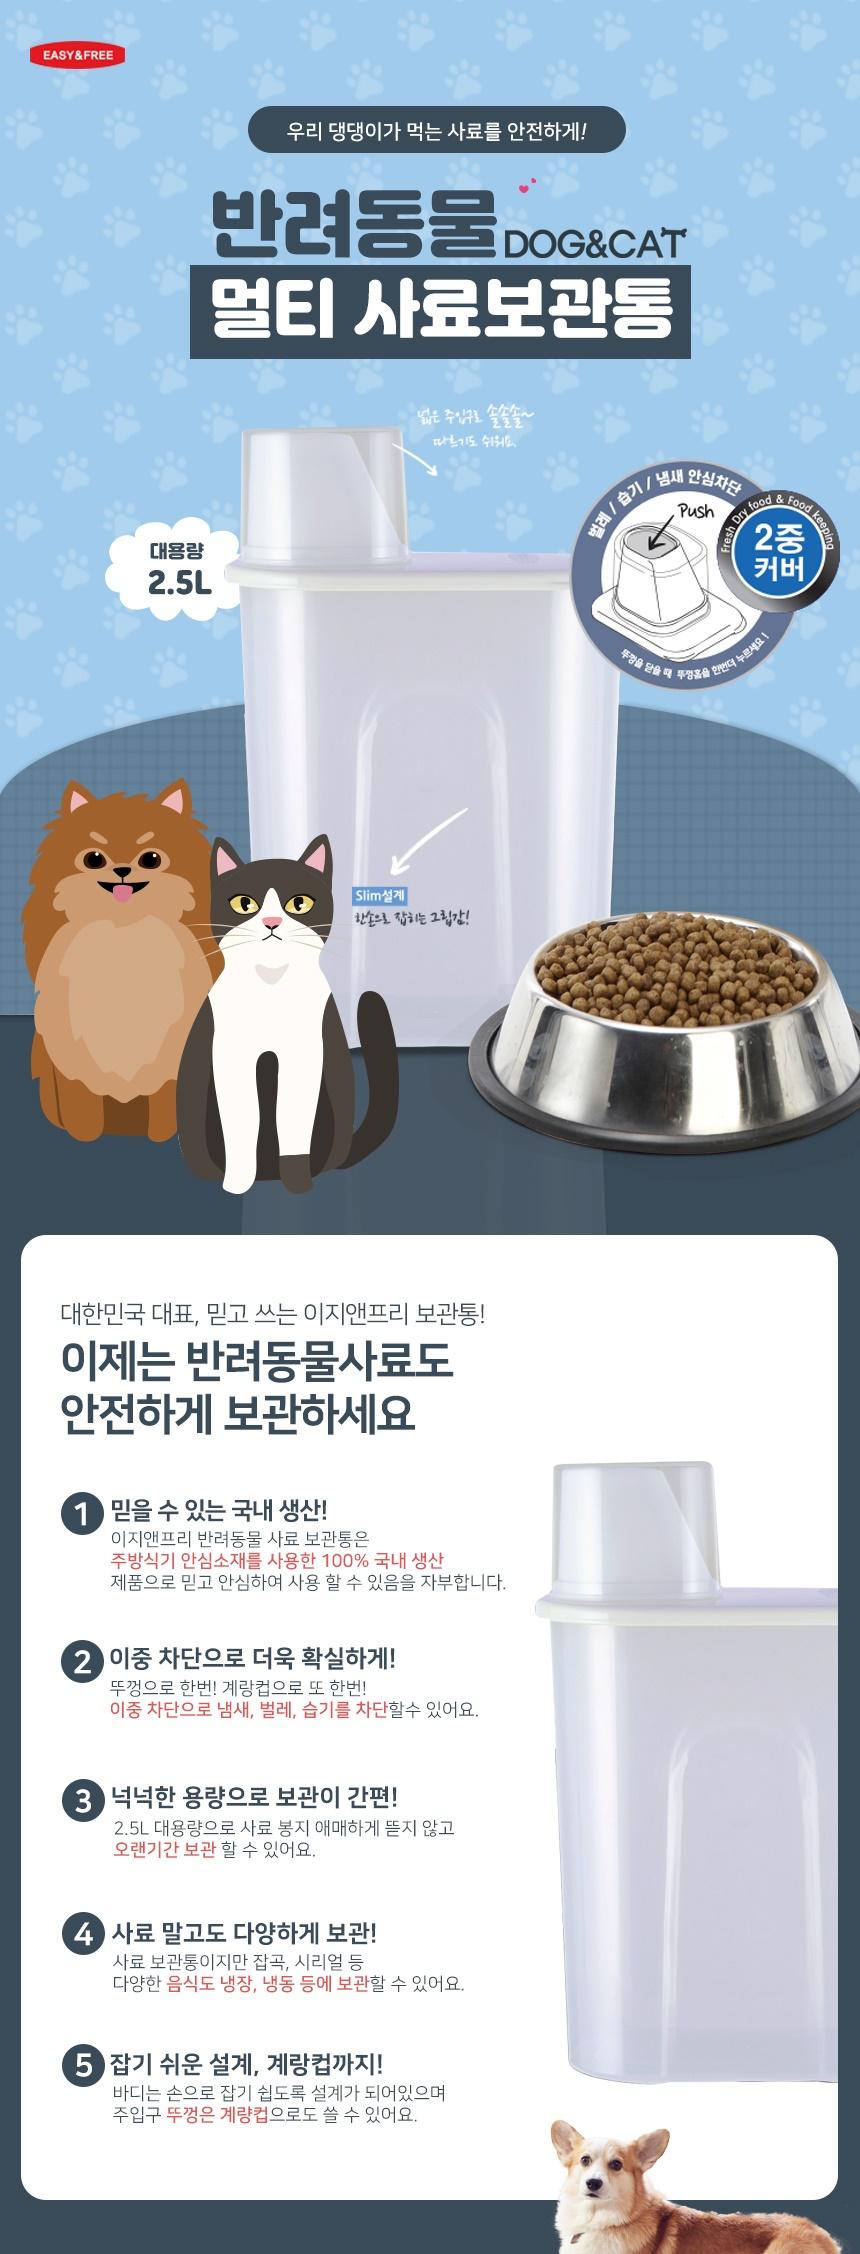 EASY&FREE
우리 댕댕이가 먹는 사료를 안전하게!
반려동물 DOG&CAT
멀티 사료보관통
넓은 주입구로 솔솔솔~
따르기도 쉬워요.
대용량
2.5L
벌레 / 습기 / 냄새 안심차단
Push
뚜껑을 닫을 때 뚜껑홈을 한번더 누르세요!
Fresh Dry food & Food keeping
2중
커버
Slim설계
한손으로 잡히는 그립감!
대한민국 대표, 믿고 쓰는 이지앤프리 보관통!
이제는 반려동물사료도
안전하게 보관하세요
1 믿을 수 있는 국내 생산!
이지앤프리 반려동물 사료 보관통은
주방식기 안심소재를 사용한 100% 국내 생산
제품으로 믿고 안심하여 사용 할 수 있음을 자부합니다.
2 이중 차단으로 더욱 확실하게!
뚜껑으로 한번! 계랑컵으로 또 한번!
이중 차단으로 냄새, 벌레, 습기를 차단할수 있어요.
3 넉넉한 용량으로 보관이 간편!
2.5L 대용량으로 사료 봉지 애매하게 뜯지 않고
오랜기간 보관 할 수 있어요.
4 사료 말고도 다양하게 보관!
사료 보관통이지만 잡곡, 시리얼 등
다양한 음식도 냉장, 냉동 등에 보관할 수 있어요.
5 잡기 쉬운 설계, 계랑컵까지!
바디는 손으로 잡기 쉽도록 설계가 되어있으며
주입구 뚜껑은 계량컵으로도 쓸 수 있어요.